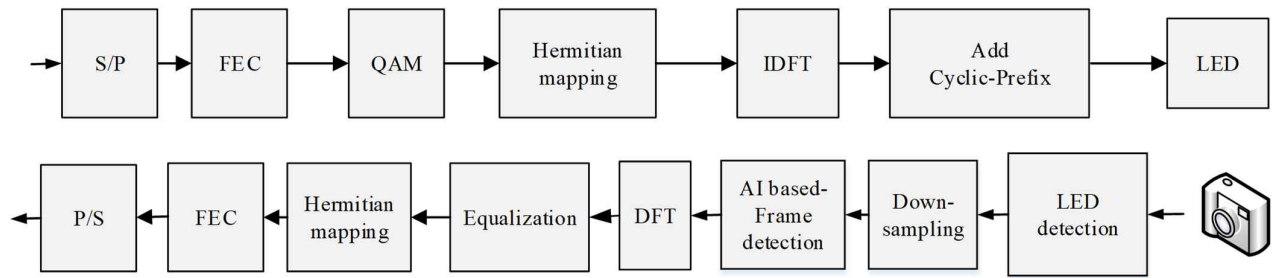 S/P
FEC
QAM
Hermitian
mapping
IDFT
Add
Cyclic-Prefix
LED
P/S
FEC
Hermitian
mapping
Equalization
DFT
AI based-
Frame
detection
Down-
sampling
LED
detection